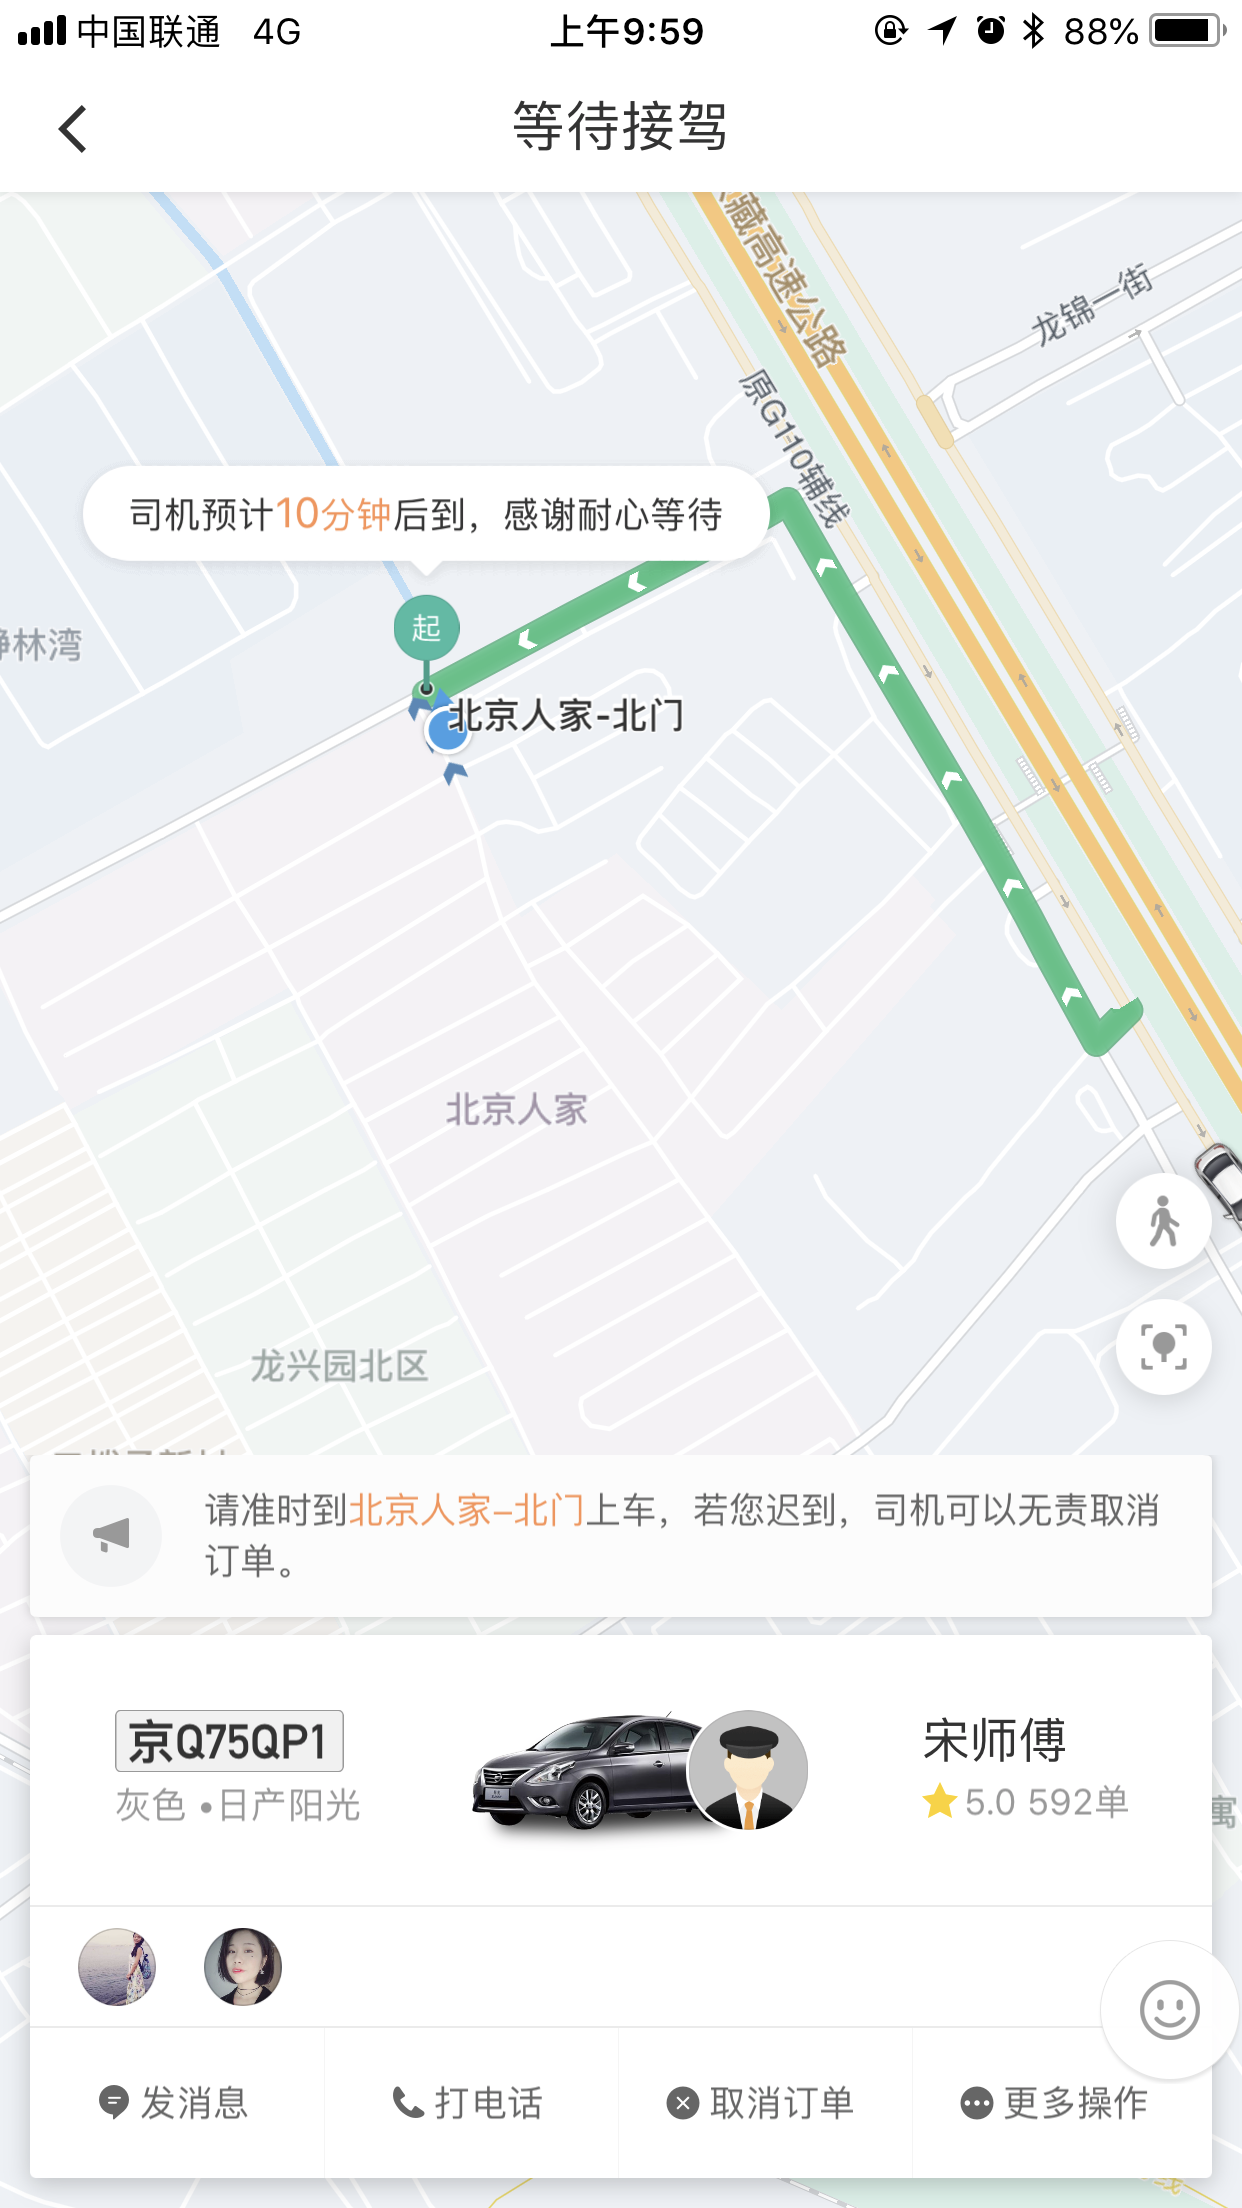 中国联通 4G 上午9:59 88%
等待接驾
藏高速公路
龙锦一街
原G110辅线
司机预计10分钟后到，感谢耐心等待
起
林湾
北京人家-北门
北京人家
龙兴园北区
请准时到北京人家-北门上车，若您迟到，司机可以无责取消
订单。
京Q75QP1
宋师傅
灰色 •日产阳光
5.0 592单
寓
发消息
打电话
取消订单
更多操作